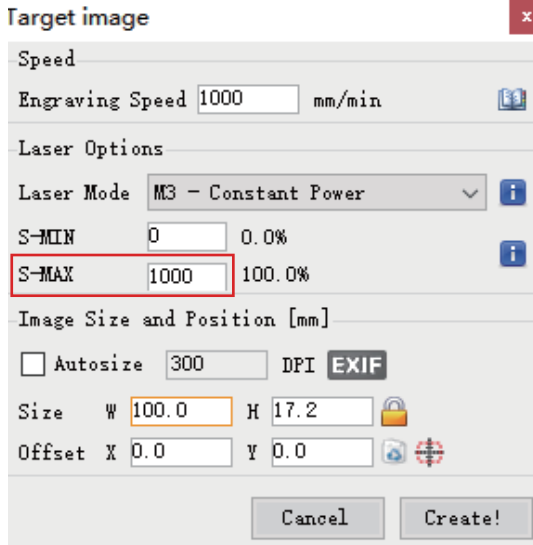 Target image x
Speed
Engraving Speed 1000 mm/min
Laser Options
Laser Mode M3 - Constant Power i
S-MIN 0 0.0% i
S-MAX 1000 100.0%
Image Size and Position [mm]
Autosize 300 DPI EXIF
Size W 100.0 H 17.2
Offset X 0.0 Y 0.0
Cancel Create!